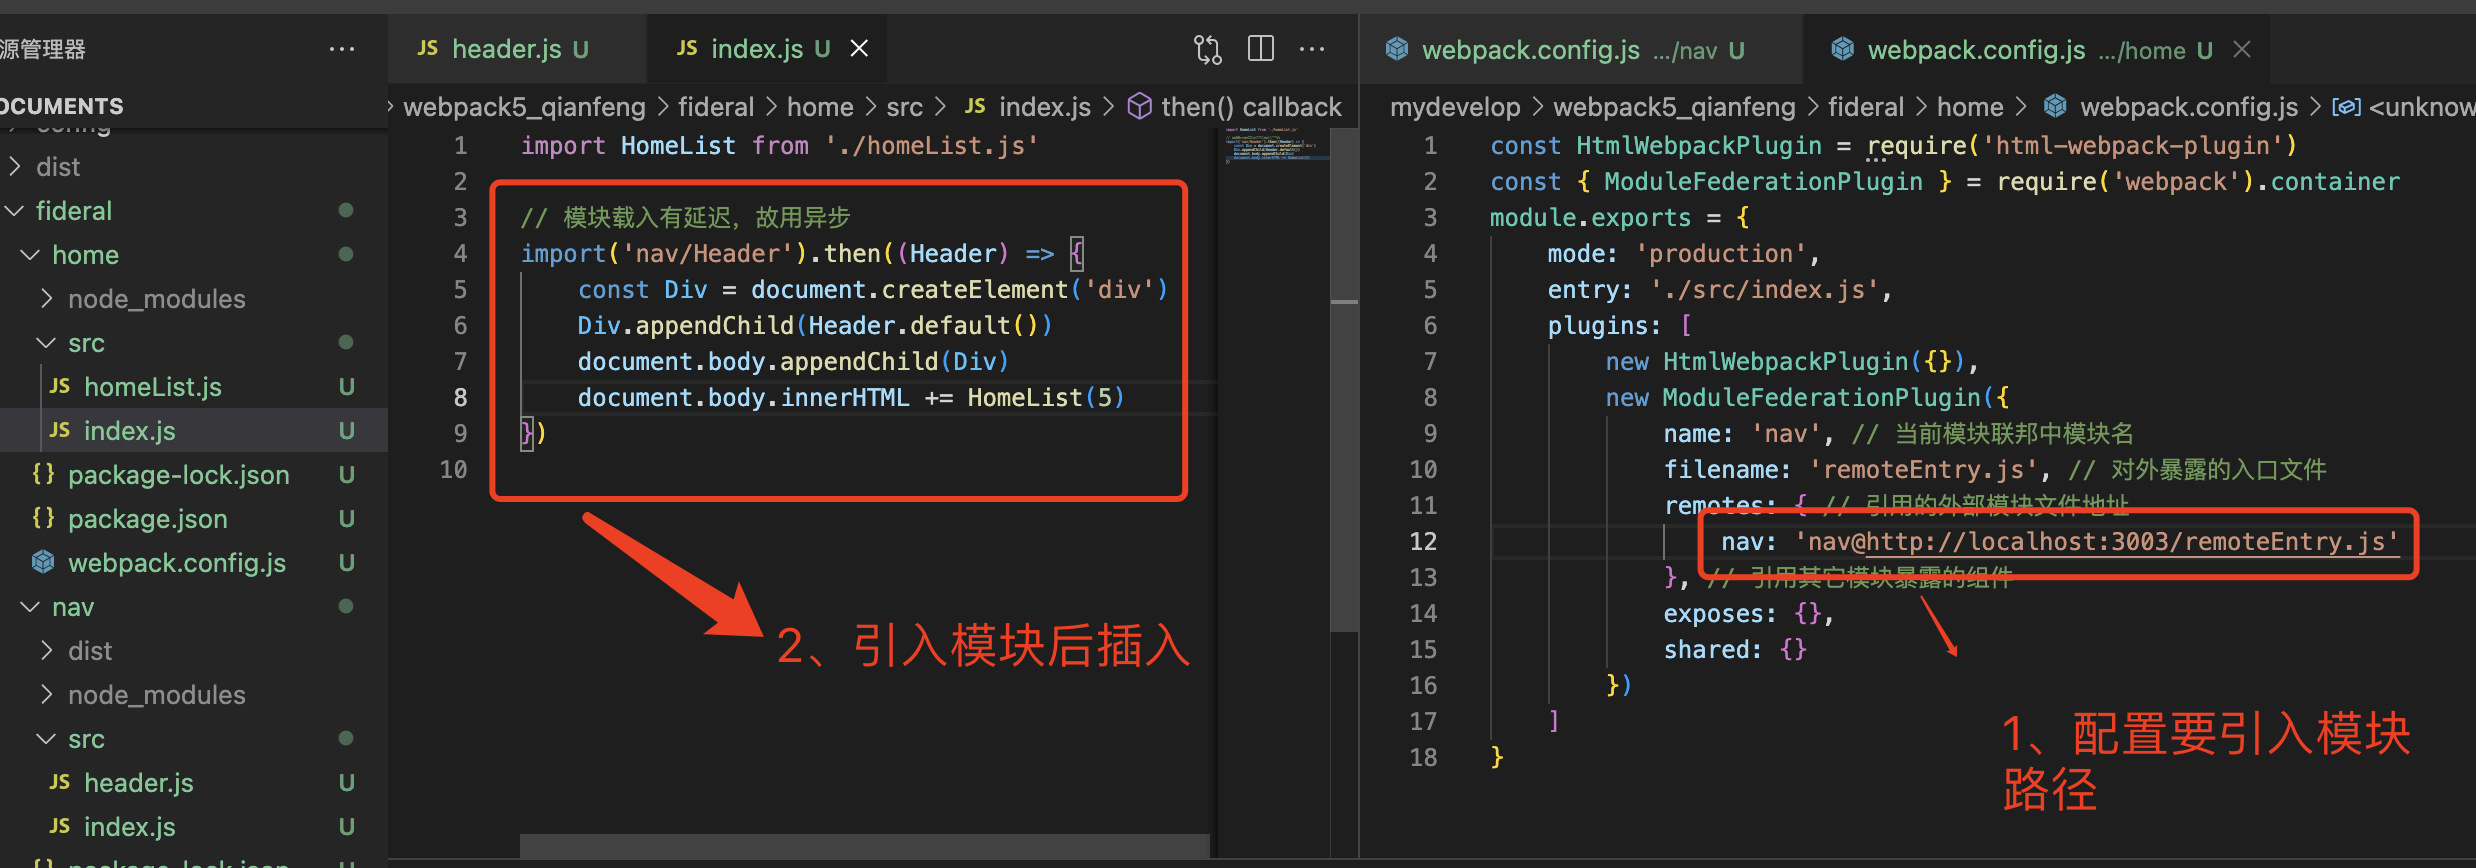 源管理器
OCUMENTS
config
dist
fideral
home
node_modules
src
JS homeList.js U
JS index.js U
{} package-lock.json U
{} package.json U
webpack.config.js U
nav
dist
node_modules
src
JS header.js U
JS index.js U
{} package-lock.json U
JS header.js U
JS index.js U
webpack5_qianfeng > fideral > home > src > JS index.js > then() callback
1 import HomeList from './homeList.js'
2
3 // 模块载入有延迟，故用异步
4 import('nav/Header').then((Header) => {
5 const Div = document.createElement('div')
6 Div.appendChild(Header.default())
7 document.body.appendChild(Div)
8 document.body.innerHTML += HomeList(5)
9 })
10
2、引入模块后插入
webpack.config.js .../nav U
webpack.config.js .../home U
mydevelop > webpack5_qianfeng > fideral > home > webpack.config.js > <unknow
1 const HtmlWebpackPlugin = require('html-webpack-plugin')
2 const { ModuleFederationPlugin } = require('webpack').container
3 module.exports = {
4 mode: 'production',
5 entry: './src/index.js',
6 plugins: [
7 new HtmlWebpackPlugin({}),
8 new ModuleFederationPlugin({
9 name: 'nav', // 当前模块联邦中模块名
10 filename: 'remoteEntry.js', // 对外暴露的入口文件
11 remotes: { // 引用的外部模块文件地址
12 nav: 'nav@http://localhost:3003/remoteEntry.js'
13 }, // 引用其它模块暴露的组件
14 exposes: {},
15 shared: {}
16 })
17 ]
18 }
1、配置要引入模块
路径